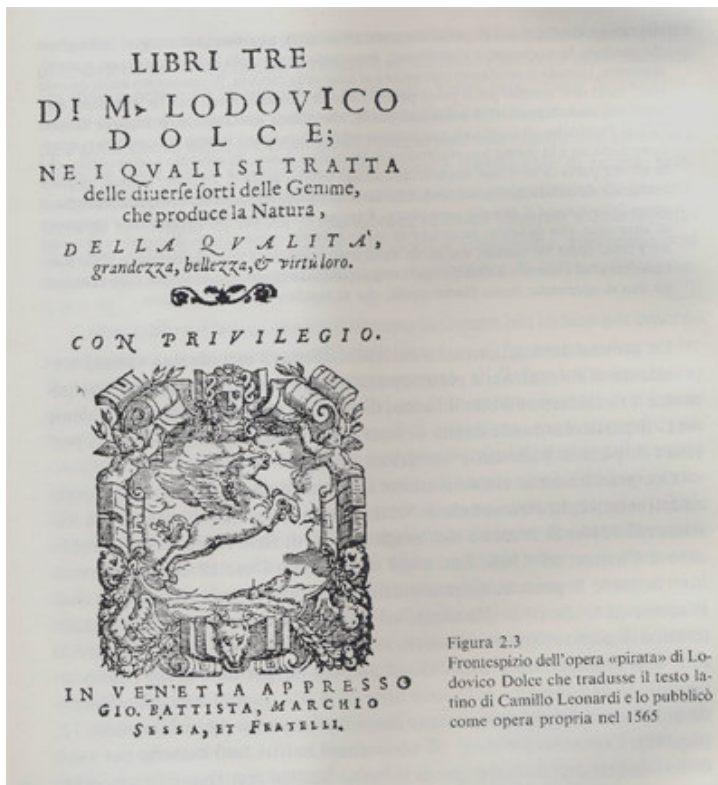 LIBRI TRE
DI M. LODOVICO
DOLCE;
NE I QVALI SI TRATTA
delle diuerſe ſorti delle Gemme,
che produce la Natura,
DELLA QVALITA',
grandezza, bellezza, & virtù loro.
CON PRIVILEGIO.
IN VENETIA APPRESSO
GIO. BATTISTA, MARCHIO
SESSA, ET FRATELLI.
Figura 2.3
Frontespizio dell'opera «pirata» di Lo-
dovico Dolce che tradusse il testo la-
tino di Camillo Leonardi e lo pubblicò
come opera propria nel 1565